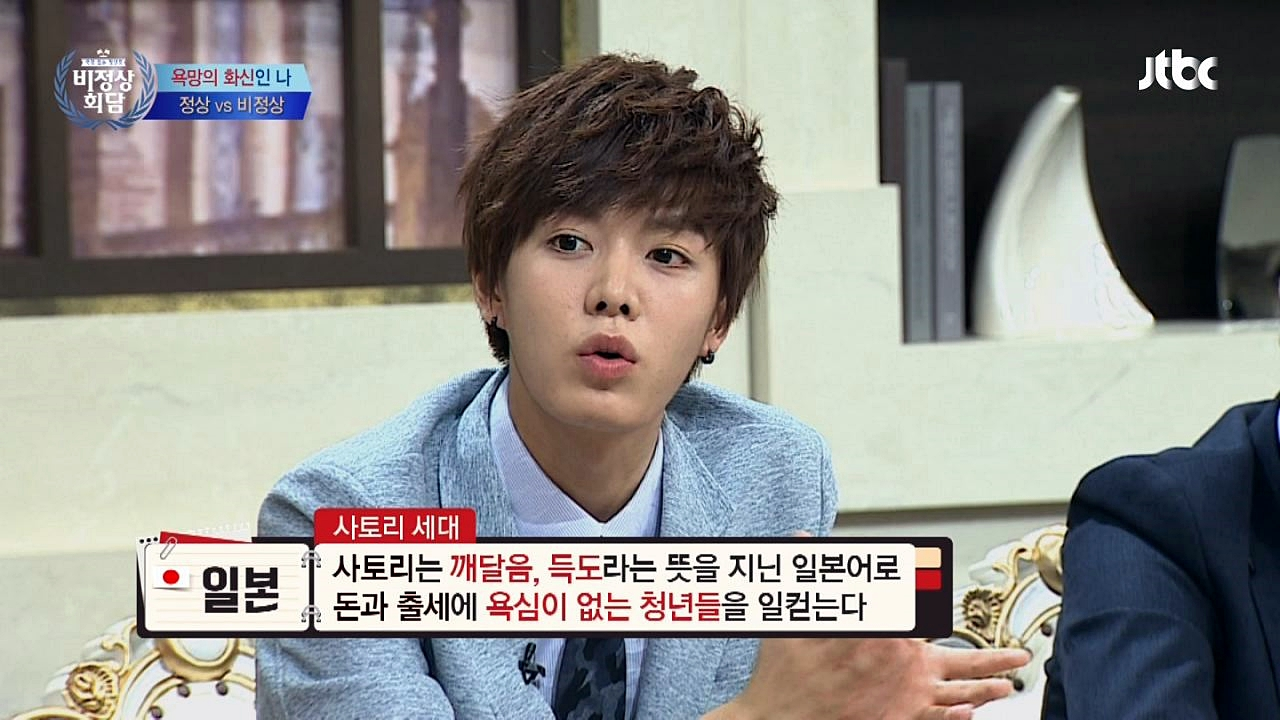 비정상
회담
욕망의 화신인 나
정상 vs 비정상
jtbc
사토리 세대
일본
사토리는 깨달음, 득도라는 뜻을 지닌 일본어로
돈과 출세에 욕심이 없는 청년들을 일컫는다